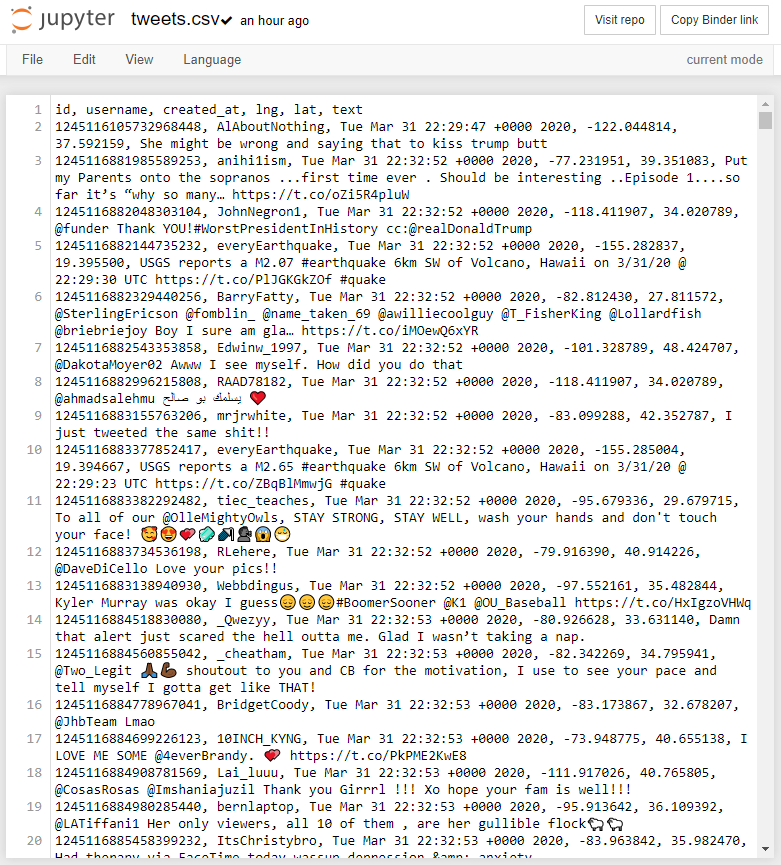 jupyter tweets.csv✔ an hour ago
Visit repo
Copy Binder link
File Edit View Language
current mode
1 id, username, created_at, lng, lat, text
2 1245116105732968448, AlAboutNothing, Tue Mar 31 22:29:47 +0000 2020, -122.044814,
37.592159, She might be wrong and saying that to kiss trump butt
3 1245116881985589253, anihi1ism, Tue Mar 31 22:32:52 +0000 2020, -77.231951, 39.351083, Put
my Parents onto the sopranos ...first time ever . Should be interesting ..Episode 1....so
far it’s “why so many… https://t.co/oZi5R4pluW
4 1245116882048303104, JohnNegron1, Tue Mar 31 22:32:52 +0000 2020, -118.411907, 34.020789,
@funder Thank YOU!#WorstPresidentInHistory cc:@realDonaldTrump
5 1245116882144735232, everyEarthquake, Tue Mar 31 22:32:52 +0000 2020, -155.282837,
19.395500, USGS reports a M2.07 #earthquake 6km SW of Volcano, Hawaii on 3/31/20 @
22:29:30 UTC https://t.co/PlJGKGkZOf #quake
6 1245116882329440256, BarryFatty, Tue Mar 31 22:32:52 +0000 2020, -82.812430, 27.811572,
@SterlingEricson @fomblin_ @name_taken_69 @awilliecoolguy @T_FisherKing @Lollardfish
@briebriejoy Boy I sure am gla… https://t.co/iMOewQ6xYR
7 1245116882543353858, Edwinw_1997, Tue Mar 31 22:32:52 +0000 2020, -101.328789, 48.424707,
@DakotaMoyer02 Awww I see myself. How did you do that
8 1245116882996215808, RAAD78182, Tue Mar 31 22:32:52 +0000 2020, -118.411907, 34.020789,
@ahmadsalehmu يسلمك بو صالح ❤️
9 1245116883155763206, mrjrwhite, Tue Mar 31 22:32:52 +0000 2020, -83.099288, 42.352787, I
just tweeted the same shit!!
10 1245116883377852417, everyEarthquake, Tue Mar 31 22:32:52 +0000 2020, -155.285004,
19.394667, USGS reports a M2.65 #earthquake 6km SW of Volcano, Hawaii on 3/31/20 @
22:29:23 UTC https://t.co/ZBqBlMmwjG #quake
11 1245116883382292482, tiec_teaches, Tue Mar 31 22:32:52 +0000 2020, -95.679336, 29.679715,
To all of our @OlleMightyOwls, STAY STRONG, STAY WELL, wash your hands and don't touch
your face! 🥰😍💕🧼🚿🗣😱😷
12 1245116883734536198, RLehere, Tue Mar 31 22:32:52 +0000 2020, -79.916390, 40.914226,
@DaveDiCello Love your pics!!
13 1245116883138940930, Webbdingus, Tue Mar 31 22:32:52 +0000 2020, -97.552161, 35.482844,
Kyler Murray was okay I guess😔😔😔#BoomerSooner @K1 @OU_Baseball https://t.co/HxIgzoVHWq
14 1245116884518830080, _Qwezyy, Tue Mar 31 22:32:53 +0000 2020, -80.926628, 33.631140, Damn
that alert just scared the hell outta me. Glad I wasn’t taking a nap.
15 1245116884560855042, _cheatham, Tue Mar 31 22:32:53 +0000 2020, -82.342269, 34.795941,
@Two_Legit 🙏🏾💪🏾 shoutout to you and CB for the motivation, I use to see your pace and
tell myself I gotta get like THAT!
16 1245116884778967041, BridgetCoody, Tue Mar 31 22:32:53 +0000 2020, -83.173867, 32.678207,
@JhbTeam Lmao
17 1245116884699226123, 10INCH_KYNG, Tue Mar 31 22:32:53 +0000 2020, -73.948775, 40.655138, I
LOVE ME SOME @4everBrandy. 💕 https://t.co/PkPME2KwE8
18 1245116884908781569, Lai_luuu, Tue Mar 31 22:32:53 +0000 2020, -111.917026, 40.765805,
@CosasRosas @Imshaniajuzil Thank you Girrrl !!! Xo hope your fam is well!!!
19 1245116884980285440, bernlaptop, Tue Mar 31 22:32:53 +0000 2020, -95.913642, 36.109392,
@LATiffani1 Her only viewers, all 10 of them , are her gullible flock🐑🐑
20 1245116885458399232, ItsChristybro, Tue Mar 31 22:32:53 +0000 2020, -83.963842, 35.982470,
Had therapy via FaceTime today wassup depression &amp; anxiety